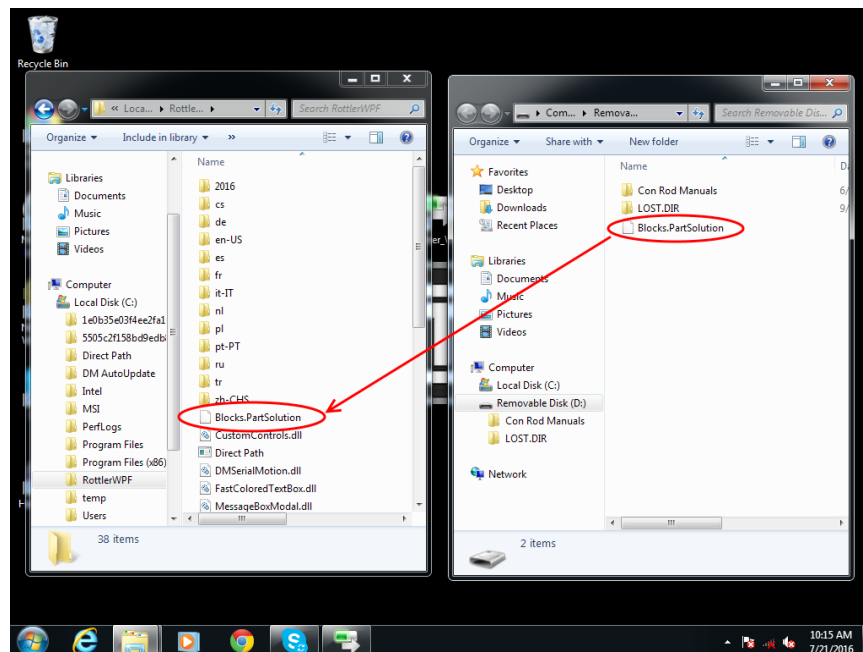 Recycle Bin
« Loca... ▸ Rottle... ▸
Search RottlerWPF
Organize
Include in library
»
Libraries
Documents
Music
Pictures
Videos
Computer
Local Disk (C:)
1e0b35e03f4ee2fa1
5505c2f158bd9edb
Direct Path
DM AutoUpdate
Intel
MSI
PerfLogs
Program Files
Program Files (x86)
RottlerWPF
temp
Users
Name
2016
cs
de
en-US
es
fr
it-IT
nl
pl
pt-PT
ru
tr
zh-CHS
Blocks.PartSolution
CustomControls.dll
Direct Path
DMSerialMotion.dll
FastColoredTextBox.dll
MessageBoxModal.dll
38 items
▸ Com... ▸ Remova...
Search Removable Dis...
Organize
Share with
New folder
Favorites
Desktop
Downloads
Recent Places
Libraries
Documents
Music
Pictures
Videos
Computer
Local Disk (C:)
Removable Disk (D:)
Con Rod Manuals
LOST.DIR
Network
Name
Con Rod Manuals 6/
LOST.DIR 9/
Blocks.PartSolution
2 items
10:15 AM
7/21/2016